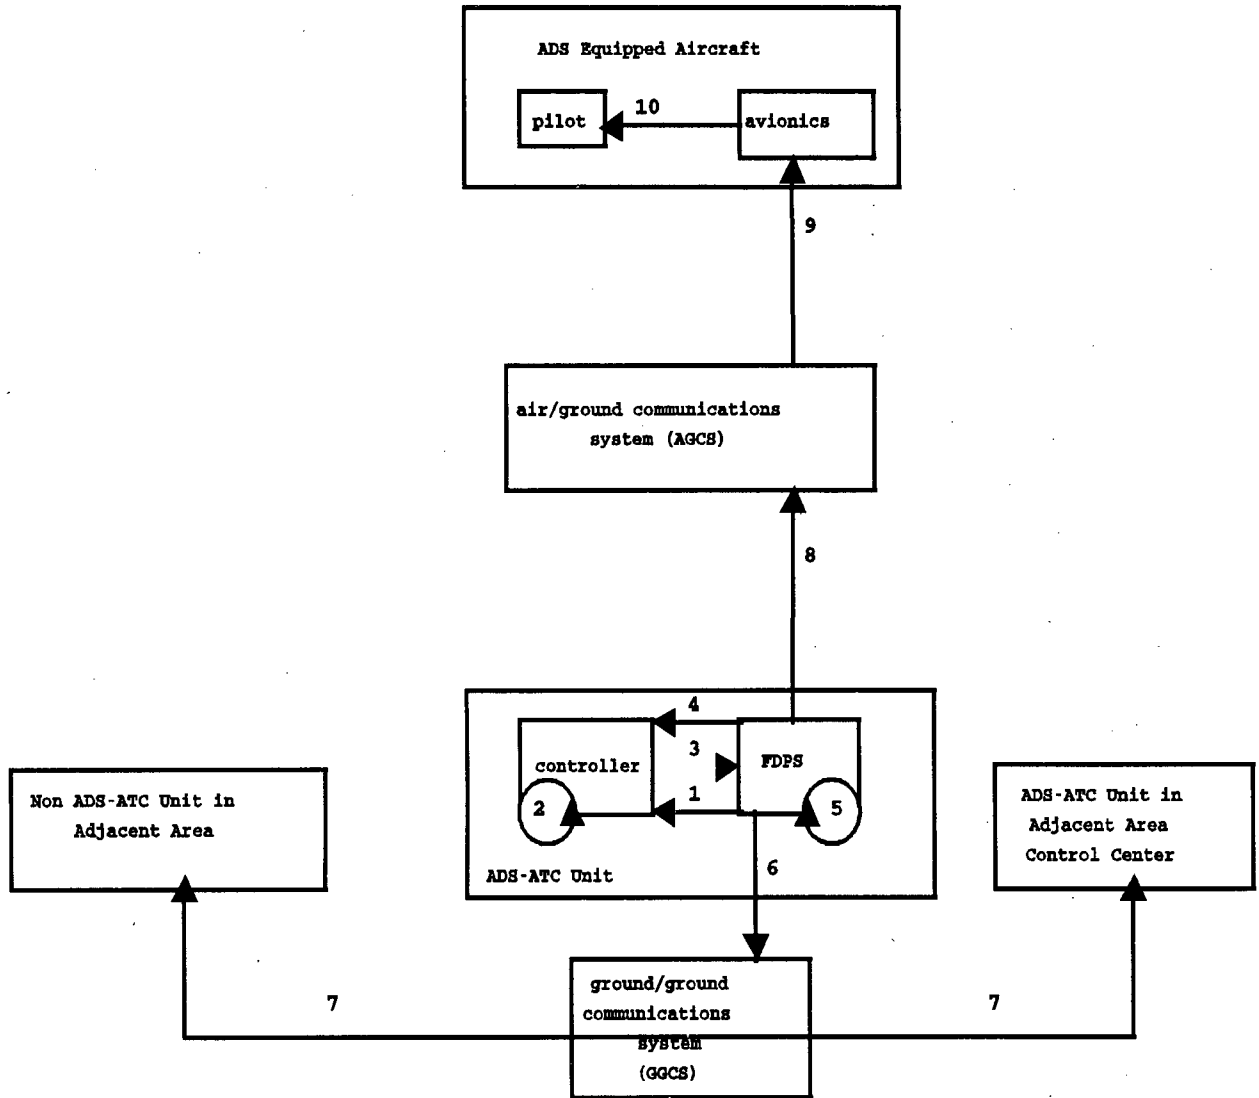 ADS Equipped Aircraft
pilot
10
avionics
9
air/ground communications
system (AGCS)
8
4
3
controller
FDPS
1
2
5
ADS-ATC Unit
6
Non ADS-ATC Unit in
Adjacent Area
ADS-ATC Unit in
Adjacent Area
Control Center
7
ground/ground
communications
system
(GGCS)
7